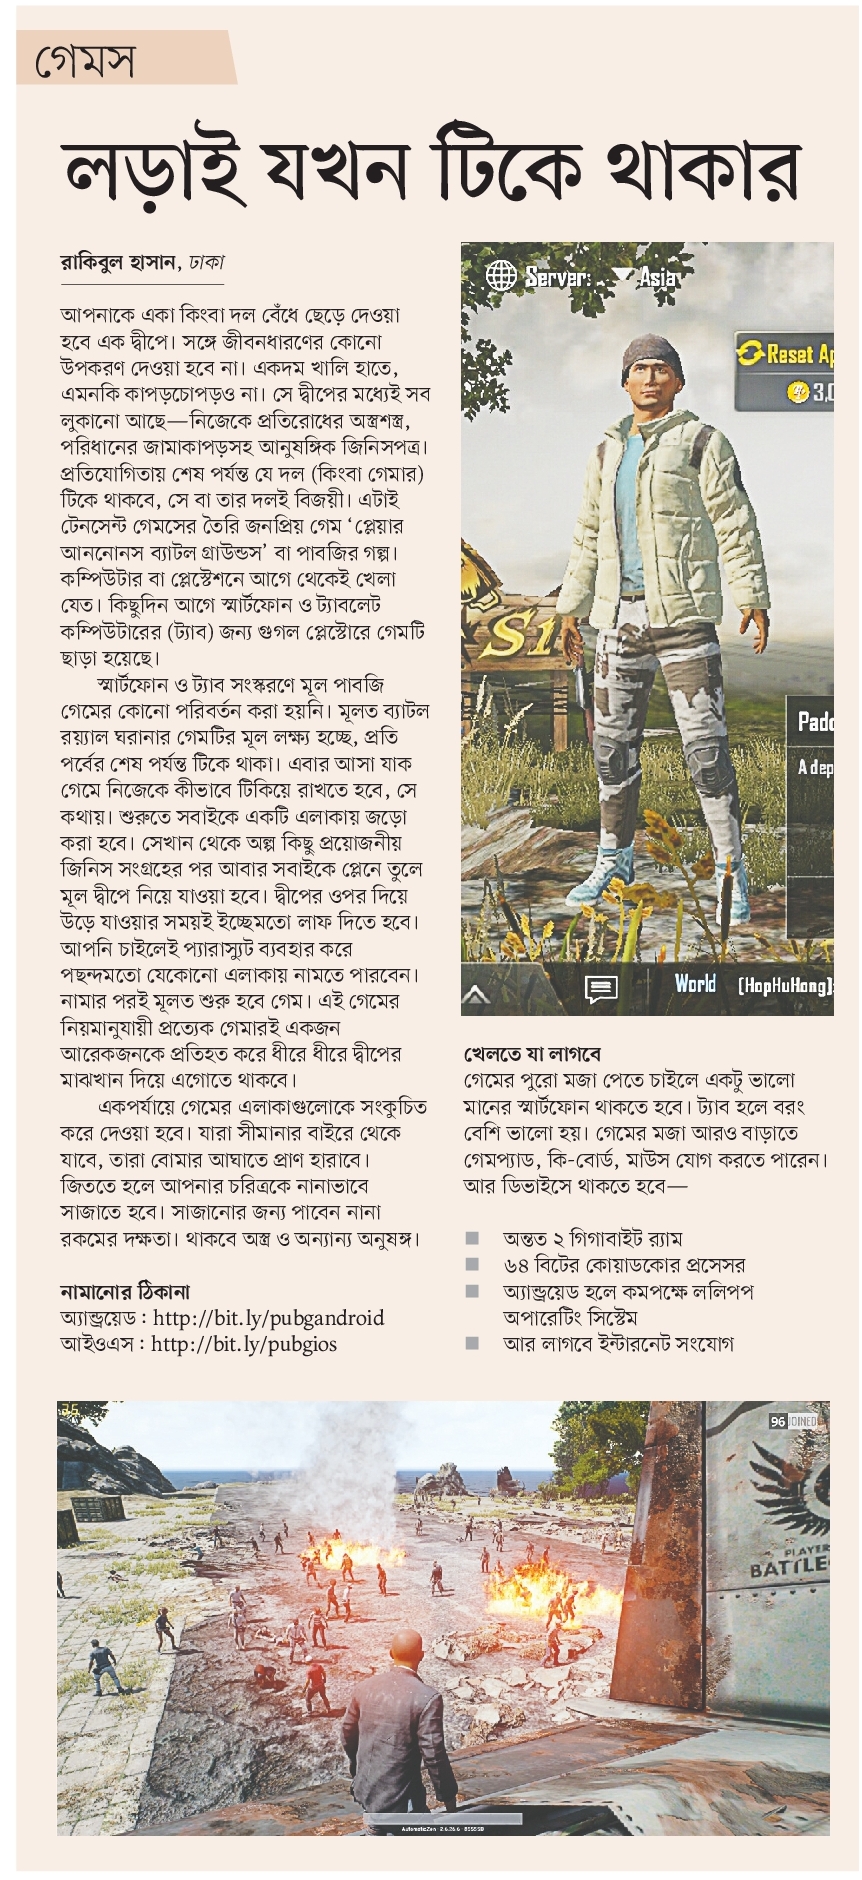 গেমস
লড়াই যখন টিকে থাকার
রাকিবুল হাসান, ঢাকা
আপনাকে একা কিংবা দল বেঁধে ছেড়ে দেওয়া
হবে এক দ্বীপে। সঙ্গে জীবনধারণের কোনো
উপকরণ দেওয়া হবে না। একদম খালি হাতে,
এমনকি কাপড়চোপড়ও না। সে দ্বীপের মধ্যেই সব
লুকানো আছে—নিজেকে প্রতিরোধের অস্ত্রশস্ত্র,
পরিধানের জামাকাপড়সহ আনুষঙ্গিক জিনিসপত্র।
প্রতিযোগিতায় শেষ পর্যন্ত যে দল (কিংবা গেমার)
টিকে থাকবে, সে বা তার দলই বিজয়ী। এটাই
টেনসেন্ট গেমসের তৈরি জনপ্রিয় গেম ‘প্লেয়ার
আননোনস ব্যাটল গ্রাউন্ডস’ বা পাবজির গল্প।
কম্পিউটার বা প্লেস্টেশনে আগে থেকেই খেলা
যেত। কিছুদিন আগে স্মার্টফোন ও ট্যাবলেট
কম্পিউটারের (ট্যাব) জন্য গুগল প্লেস্টোরে গেমটি
ছাড়া হয়েছে।
স্মার্টফোন ও ট্যাব সংস্করণে মূল পাবজি
গেমের কোনো পরিবর্তন করা হয়নি। মূলত ব্যাটল
রয়্যাল ঘরানার গেমটির মূল লক্ষ্য হচ্ছে, প্রতি
পর্বের শেষ পর্যন্ত টিকে থাকা। এবার আসা যাক
গেমে নিজেকে কীভাবে টিকিয়ে রাখতে হবে, সে
কথায়। শুরুতে সবাইকে একটি এলাকায় জড়ো
করা হবে। সেখান থেকে অল্প কিছু প্রয়োজনীয়
জিনিস সংগ্রহের পর আবার সবাইকে প্লেনে তুলে
মূল দ্বীপে নিয়ে যাওয়া হবে। দ্বীপের ওপর দিয়ে
উড়ে যাওয়ার সময়ই ইচ্ছেমতো লাফ দিতে হবে।
আপনি চাইলেই প্যারাস্যুট ব্যবহার করে
পছন্দমতো যেকোনো এলাকায় নামতে পারবেন।
নামার পরই মূলত শুরু হবে গেম। এই গেমের
নিয়মানুযায়ী প্রত্যেক গেমারই একজন
আরেকজনকে প্রতিহত করে ধীরে ধীরে দ্বীপের
মাঝখান দিয়ে এগোতে থাকবে।
একপর্যায়ে গেমের এলাকাগুলোকে সংকুচিত
করে দেওয়া হবে। যারা সীমানার বাইরে থেকে
যাবে, তারা বোমার আঘাতে প্রাণ হারাবে।
জিততে হলে আপনার চরিত্রকে নানাভাবে
সাজাতে হবে। সাজানোর জন্য পাবেন নানা
রকমের দক্ষতা। থাকবে অস্ত্র ও অন্যান্য অনুষঙ্গ।
নামানোর ঠিকানা
অ্যান্ড্রয়েড : http://bit.ly/pubgandroid
আইওএস : http://bit.ly/pubgios
Server: Asia
Reset Ap
3,0
St
Pado
A dep
World [HopHuHong]:
খেলতে যা লাগবে
গেমের পুরো মজা পেতে চাইলে একটু ভালো
মানের স্মার্টফোন থাকতে হবে। ট্যাব হলে বরং
বেশি ভালো হয়। গেমের মজা আরও বাড়াতে
গেমপ্যাড, কি-বোর্ড, মাউস যোগ করতে পারেন।
আর ডিভাইসে থাকতে হবে—
■ অন্তত ২ গিগাবাইট র‍্যাম
■ ৬৪ বিটের কোয়াডকোর প্রসেসর
■ অ্যান্ড্রয়েড হলে কমপক্ষে ললিপপ
অপারেটিং সিস্টেম
■ আর লাগবে ইন্টারনেট সংযোগ
35
96 JOINED
PLAYER
BATTLE